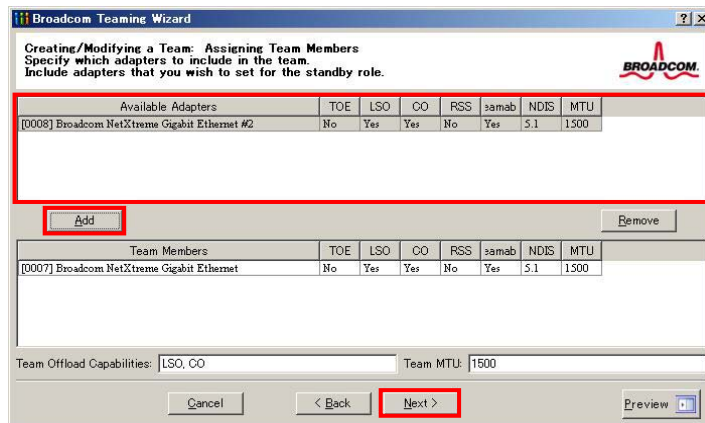 Broadcom Teaming Wizard
Creating/Modifying a Team: Assigning Team Members
Specify which adapters to include in the team.
Include adapters that you wish to set for the standby role.
BROADCOM.
Available Adapters TOE LSO CO RSS eamab NDIS MTU
[0008] Broadcom NetXtreme Gigabit Ethernet #2 No Yes Yes No Yes 5.1 1500
Add Remove
Team Members TOE LSO CO RSS eamab NDIS MTU
[0007] Broadcom NetXtreme Gigabit Ethernet No Yes Yes No Yes 5.1 1500
Team Offload Capabilities: LSO, CO Team MTU: 1500
Cancel < Back Next > Preview